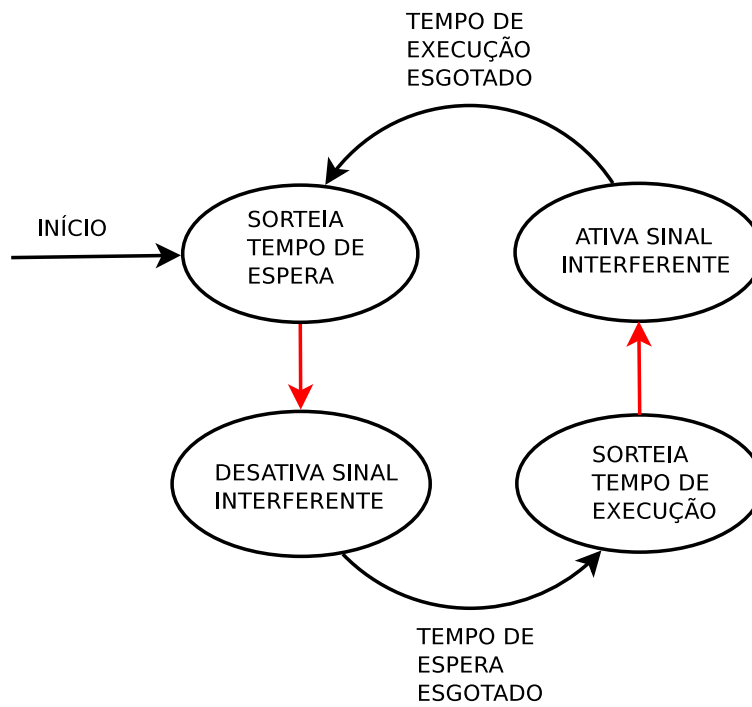 TEMPO DE
EXECUÇÃO
ESGOTADO
INÍCIO
SORTEIA
TEMPO DE
ESPERA
ATIVA SINAL
INTERFERENTE
DESATIVA SINAL
INTERFERENTE
SORTEIA
TEMPO DE
EXECUÇÃO
TEMPO DE
ESPERA
ESGOTADO